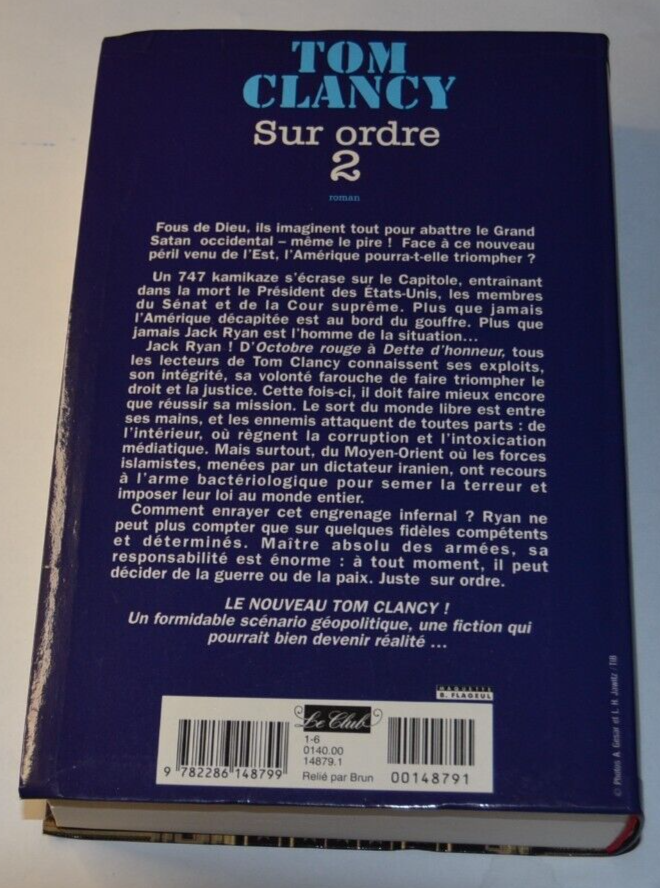 TOM
CLANCY
Sur ordre
2
roman
Fous de Dieu, ils imaginent tout pour abattre le Grand
Satan occidental – même le pire ! Face à ce nouveau
péril venu de l'Est, l'Amérique pourra-t-elle triompher ?
Un 747 kamikaze s'écrase sur le Capitole, entraînant
dans la mort le Président des États-Unis, les membres
du Sénat et de la Cour suprême. Plus que jamais
l'Amérique décapitée est au bord du gouffre. Plus que
jamais Jack Ryan est l'homme de la situation...
Jack Ryan ! D'Octobre rouge à Dette d'honneur, tous
les lecteurs de Tom Clancy connaissent ses exploits,
son intégrité, sa volonté farouche de faire triompher le
droit et la justice. Cette fois-ci, il doit faire mieux encore
que réussir sa mission. Le sort du monde libre est entre
ses mains, et les ennemis attaquent de toutes parts : de
l'intérieur, où règnent la corruption et l'intoxication
médiatique. Mais surtout, du Moyen-Orient où les forces
islamistes, menées par un dictateur iranien, ont recours
à l'arme bactériologique pour semer la terreur et
imposer leur loi au monde entier.
Comment enrayer cet engrenage infernal ? Ryan ne
peut plus compter que sur quelques fidèles compétents
et déterminés. Maître absolu des armées, sa
responsabilité est énorme : à tout moment, il peut
décider de la guerre ou de la paix. Juste sur ordre.
LE NOUVEAU TOM CLANCY !
Un formidable scénario géopolitique, une fiction qui
pourrait bien devenir réalité ...
MAQUETTE
B. FLAGEUL
Le Club
1-6
0140.00
14879.1
Relié par Brun
9 782286 148799
00148791
© Photos A. Gesar et L. H. Jawitz / TIB